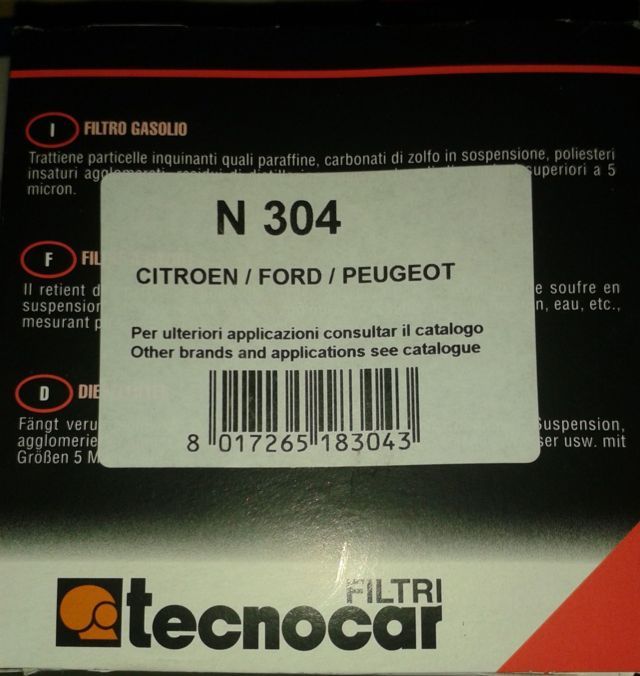 I FILTRO GASOLIO
Trattiene particelle inquinanti quali paraffine, carbonati di zolfo in sospensione, poliesteri
insaturi superiori a 5
micron.
N 304
F
CITROEN / FORD / PEUGEOT
Il retient e soufre en
suspension n, eau, etc.,
mesurant
Per ulteriori applicazioni consultar il catalogo
Other brands and applications see catalogue
D
Fängt Suspension,
agglomerie ser usw. mit
Größen 5
8 017265 183043
FILTRI
tecnocar